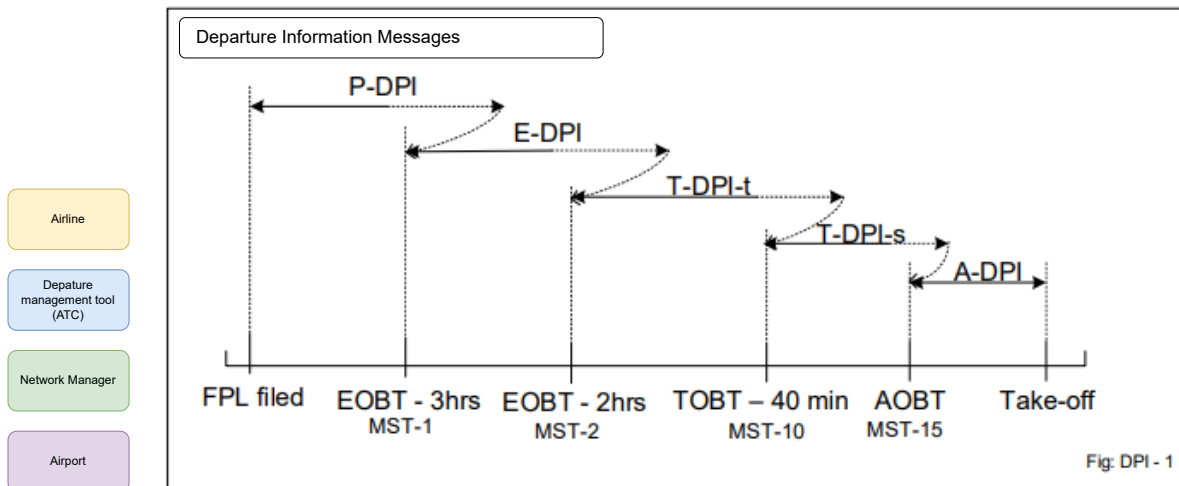 Departure Information Messages
P-DPI
E-DPI
T-DPI-t
T-DPI-s
A-DPI
Airline
Depature
management tool
(ATC)
Network Manager
Airport
FPL filed
EOBT - 3hrs
MST-1
EOBT - 2hrs
MST-2
TOBT – 40 min
MST-10
AOBT
MST-15
Take-off
Fig: DPI - 1